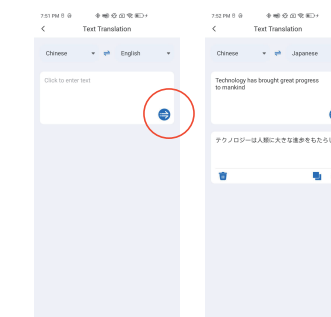 7:51 PM
Text Translation
Chinese
English
Click to enter text
7:52 PM
Text Translation
Chinese
Japanese
Technology has brought great progress
to mankind
テクノロジーは人類に大きな進歩をもたらし